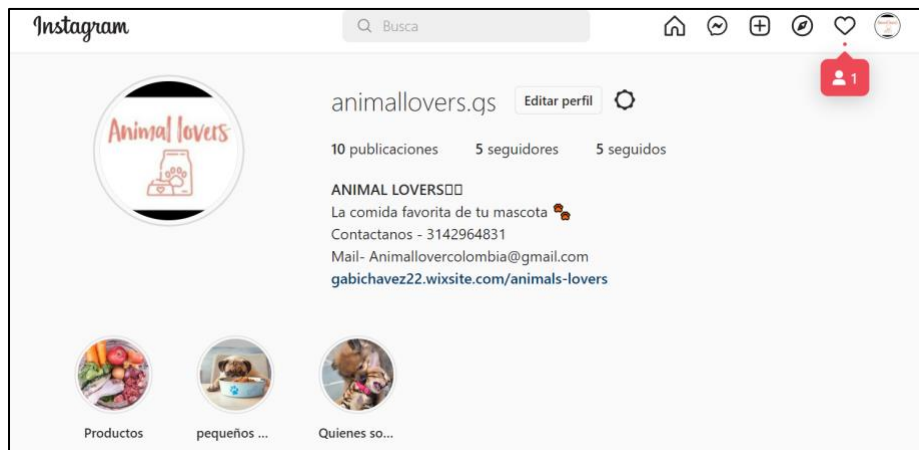 Instagram
Busca
1
Animal lovers
animallovers.qs Editar perfil
10 publicaciones 5 seguidores 5 seguidos
ANIMAL LOVERS
La comida favorita de tu mascota 🐾
Contactanos - 3142964831
Mail- Animallovercolombia@gmail.com
gabichavez22.wixsite.com/animals-lovers
Productos pequeños ... Quienes so...